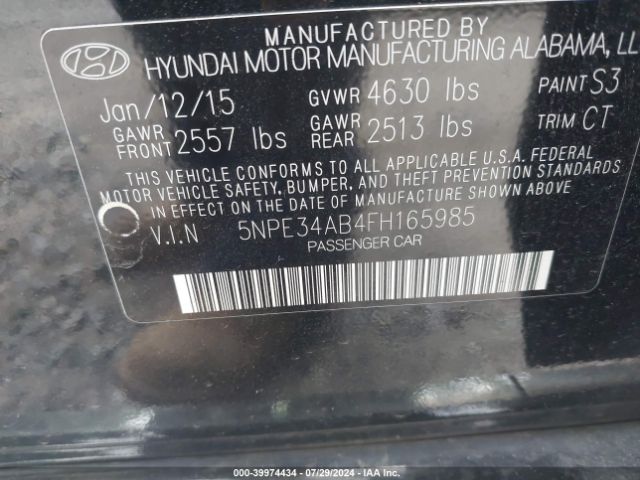 MANUFACTURED BY
HYUNDAI MOTOR MANUFACTURING ALABAMA, LL
Jan/12/15 GVWR 4630 lbs PAINT S3
GAWR FRONT 2557 lbs GAWR REAR 2513 lbs TRIM CT
THIS VEHICLE CONFORMS TO ALL APPLICABLE U.S.A. FEDERAL
MOTOR VEHICLE SAFETY, BUMPER, AND THEFT PREVENTION STANDARDS
IN EFFECT ON THE DATE OF MANUFACTURE SHOWN ABOVE
V.I.N 5NPE34AB4FH165985
PASSENGER CAR
000-39974434 - 07/29/2024 - IAA Inc.